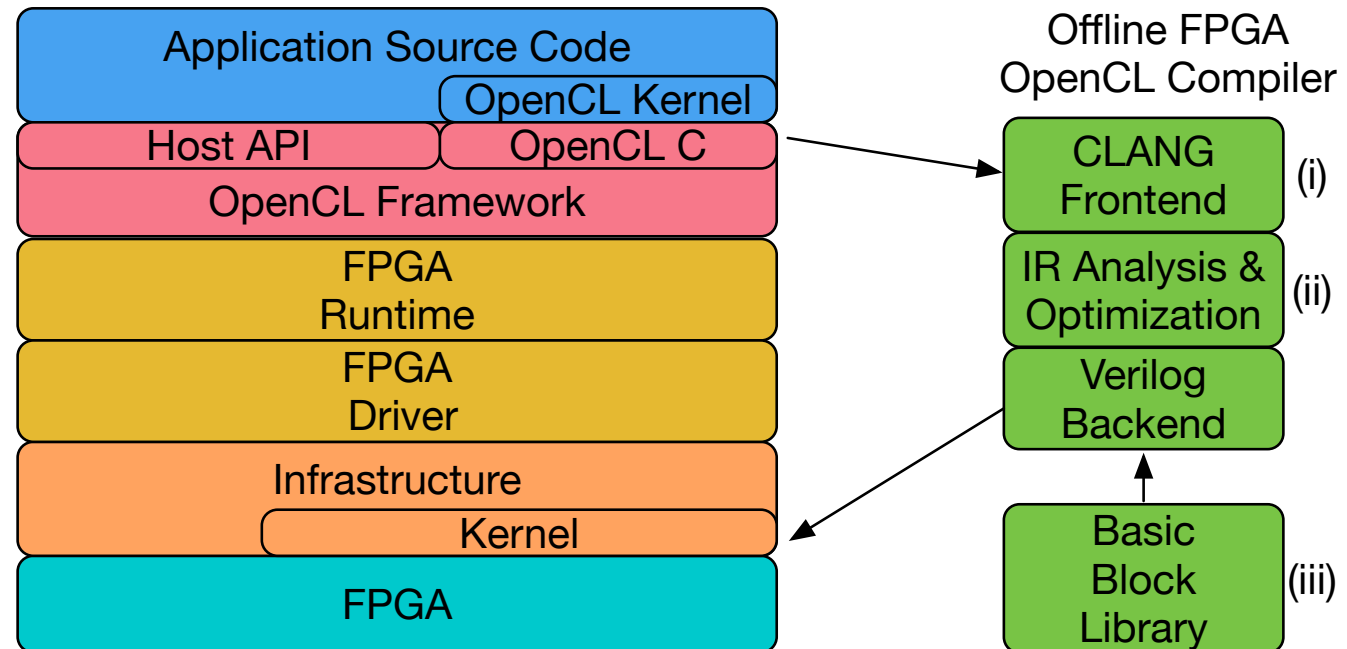 Application Source Code
OpenCL Kernel
Host API
OpenCL C
OpenCL Framework
FPGA
Runtime
FPGA
Driver
Infrastructure
Kernel
FPGA
Offline FPGA
OpenCL Compiler
CLANG
Frontend
(i)
IR Analysis &
Optimization
(ii)
Verilog
Backend
Basic
Block
Library
(iii)